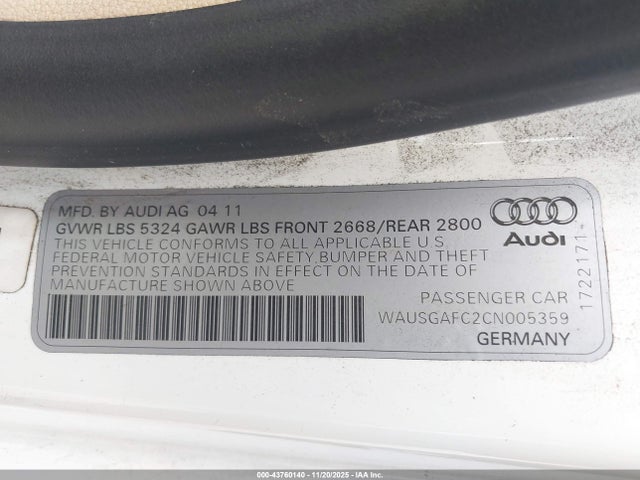 MFD. BY AUDI AG 04 11
GVWR LBS 5324 GAWR LBS FRONT 2668/REAR 2800
THIS VEHICLE CONFORMS TO ALL APPLICABLE U S
FEDERAL MOTOR VEHICLE SAFETY,BUMPER AND THEFT
PREVENTION STANDARDS IN EFFECT ON THE DATE OF
MANUFACTURE SHOWN ABOVE
Audi
17222171
PASSENGER CAR
WAUSGAFC2CN005359
GERMANY
000-43760140 - 11/20/2025 - IAA Inc.